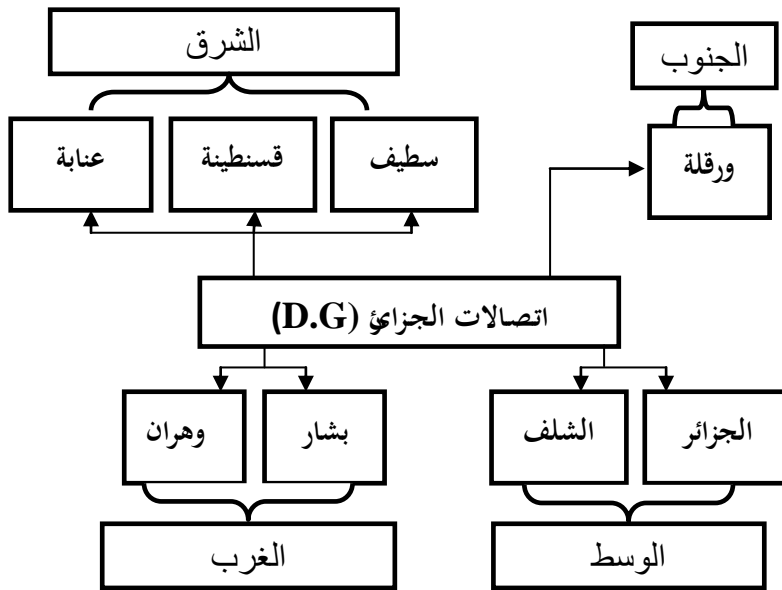 الشرق
الجنوب
سطيف
قسنطينة
عنابة
ورقلة
اتصالات الجزائ (D.G)
الجزائر
الشلف
بشار
وهران
الوسط
الغرب